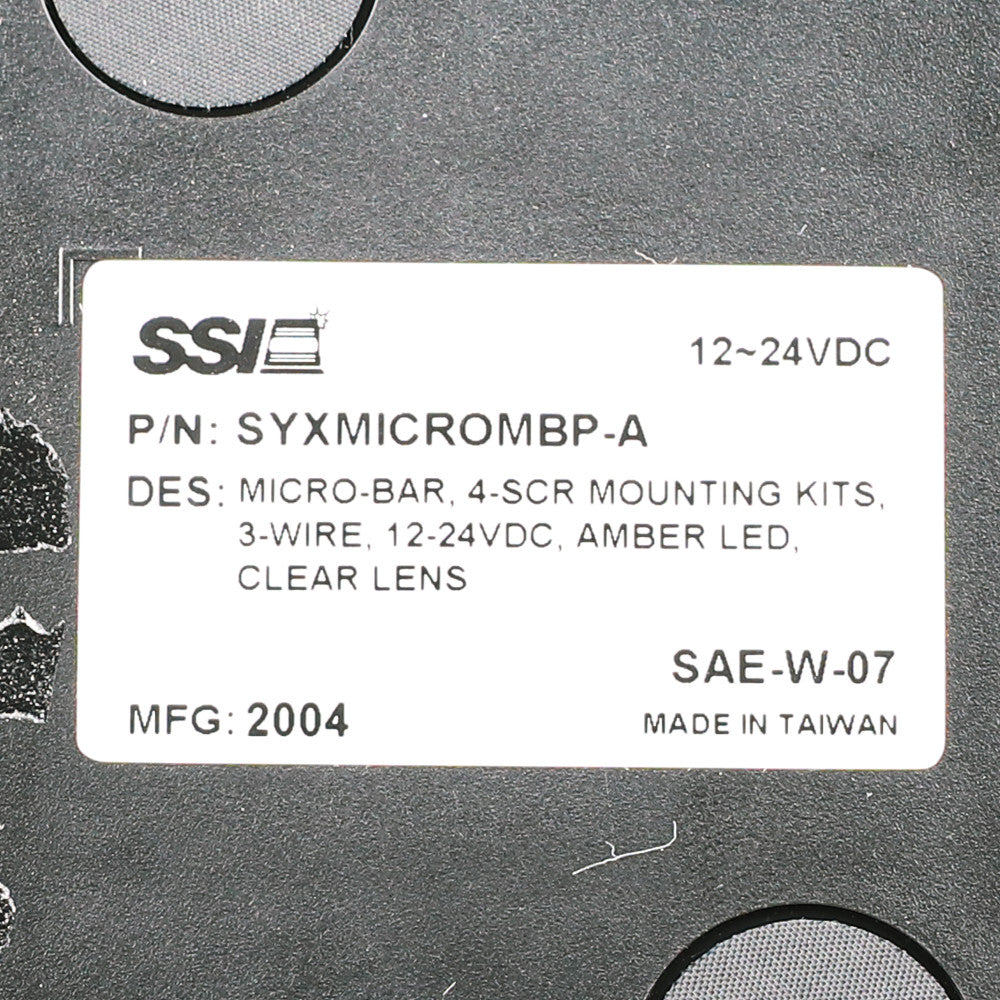 SSI
12~24VDC
P/N: SYXMICROMBP-A
DES: MICRO-BAR, 4-SCR MOUNTING KITS,
3-WIRE, 12-24VDC, AMBER LED,
CLEAR LENS
SAE-W-07
MFG: 2004
MADE IN TAIWAN